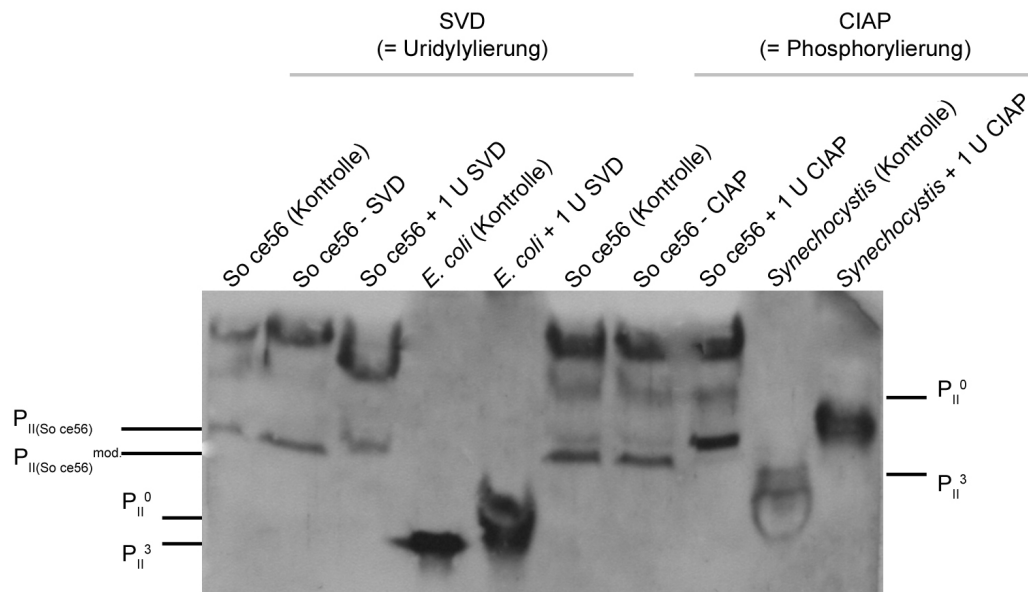 SVD
(= Uridylylierung)
CIAP
(= Phosphorylierung)
So ce56 (Kontrolle)
So ce56 - SVD
So ce56 + 1 U SVD
E. coli (Kontrolle)
E. coli + 1 U SVD
So ce56 (Kontrolle)
So ce56 - CIAP
So ce56 + 1 U CIAP
Synechocystis (Kontrolle)
Synechocystis + 1 U CIAP
PII(So ce56)
PII(So ce56)mod.
PII0
PII3
PII0
PII3